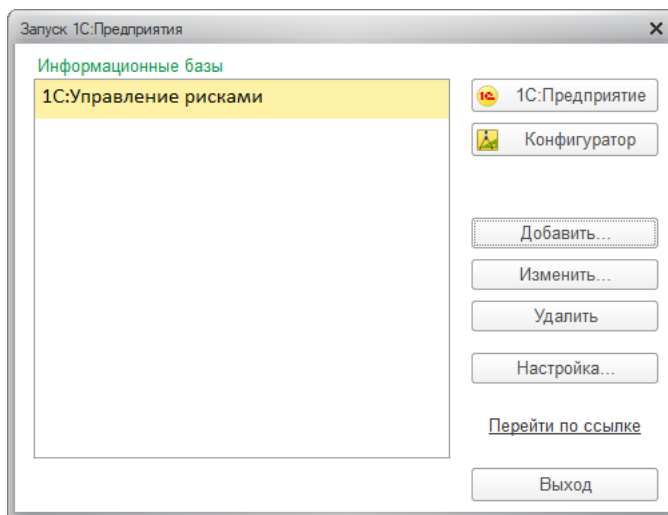 Запуск 1С:Предприятия
Информационные базы
1С:Управление рисками
1С:Предприятие
Конфигуратор
Добавить...
Изменить...
Удалить
Настройка...
Перейти по ссылке
Выход